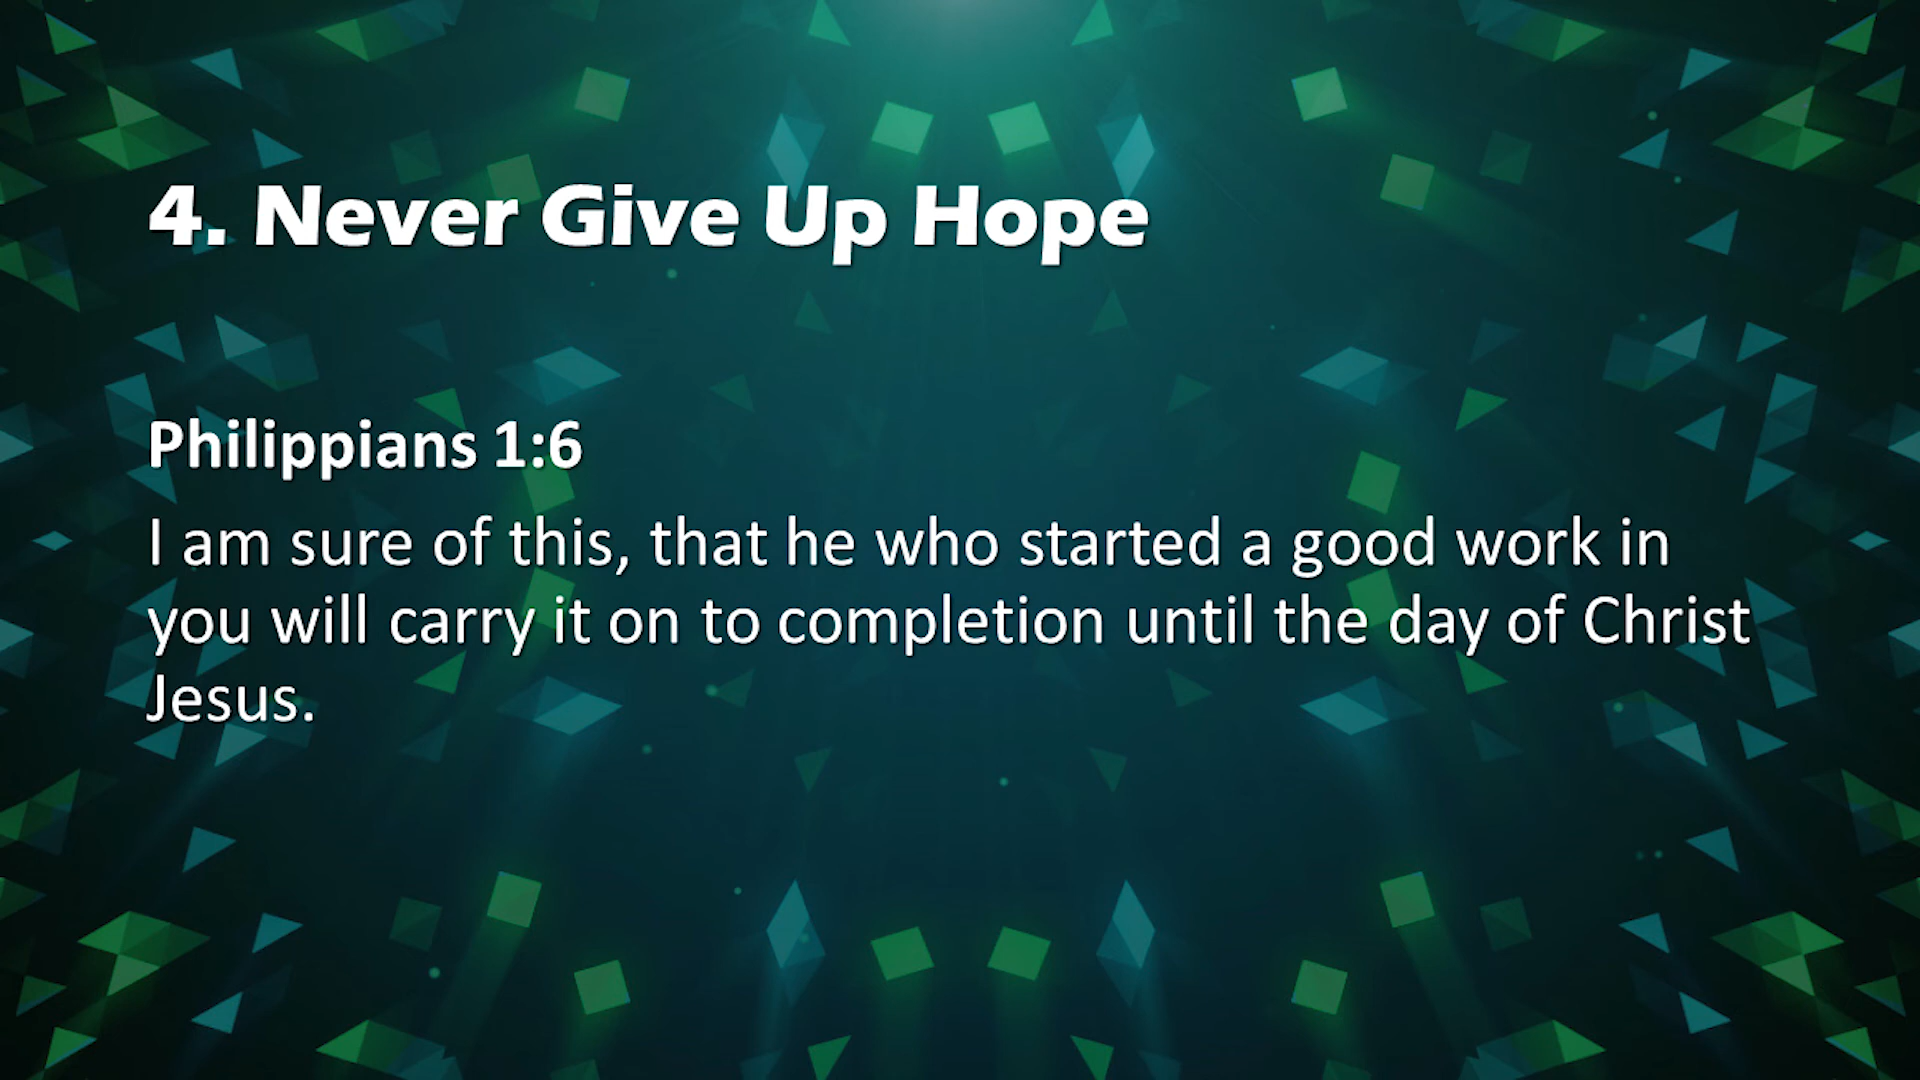 4. Never Give Up Hope
Philippians 1:6
I am sure of this, that he who started a good work in
you will carry it on to completion until the day of Christ
Jesus.